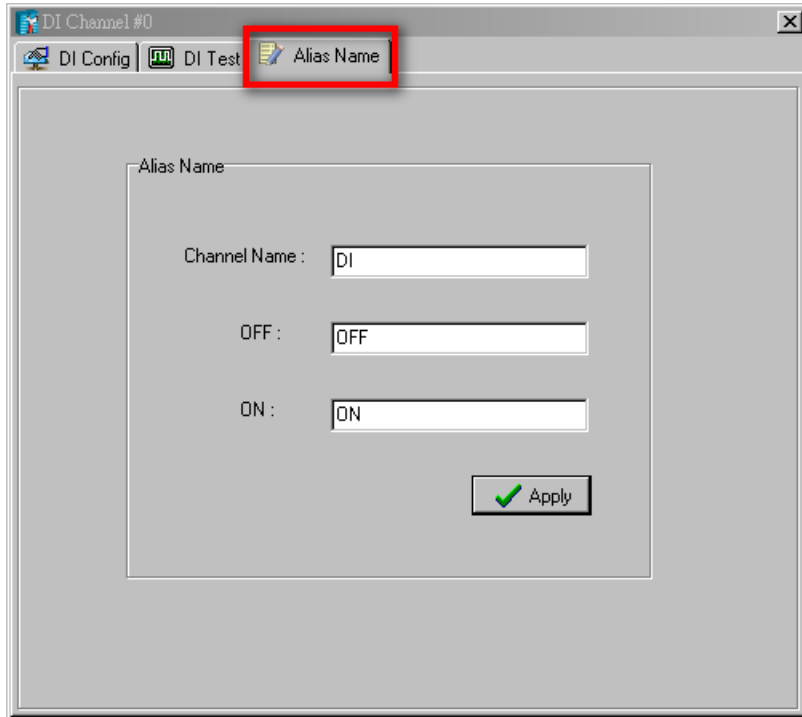 DI Channel #0
DI Config DI Test Alias Name
Alias Name
Channel Name : DI
OFF : OFF
ON : ON
Apply